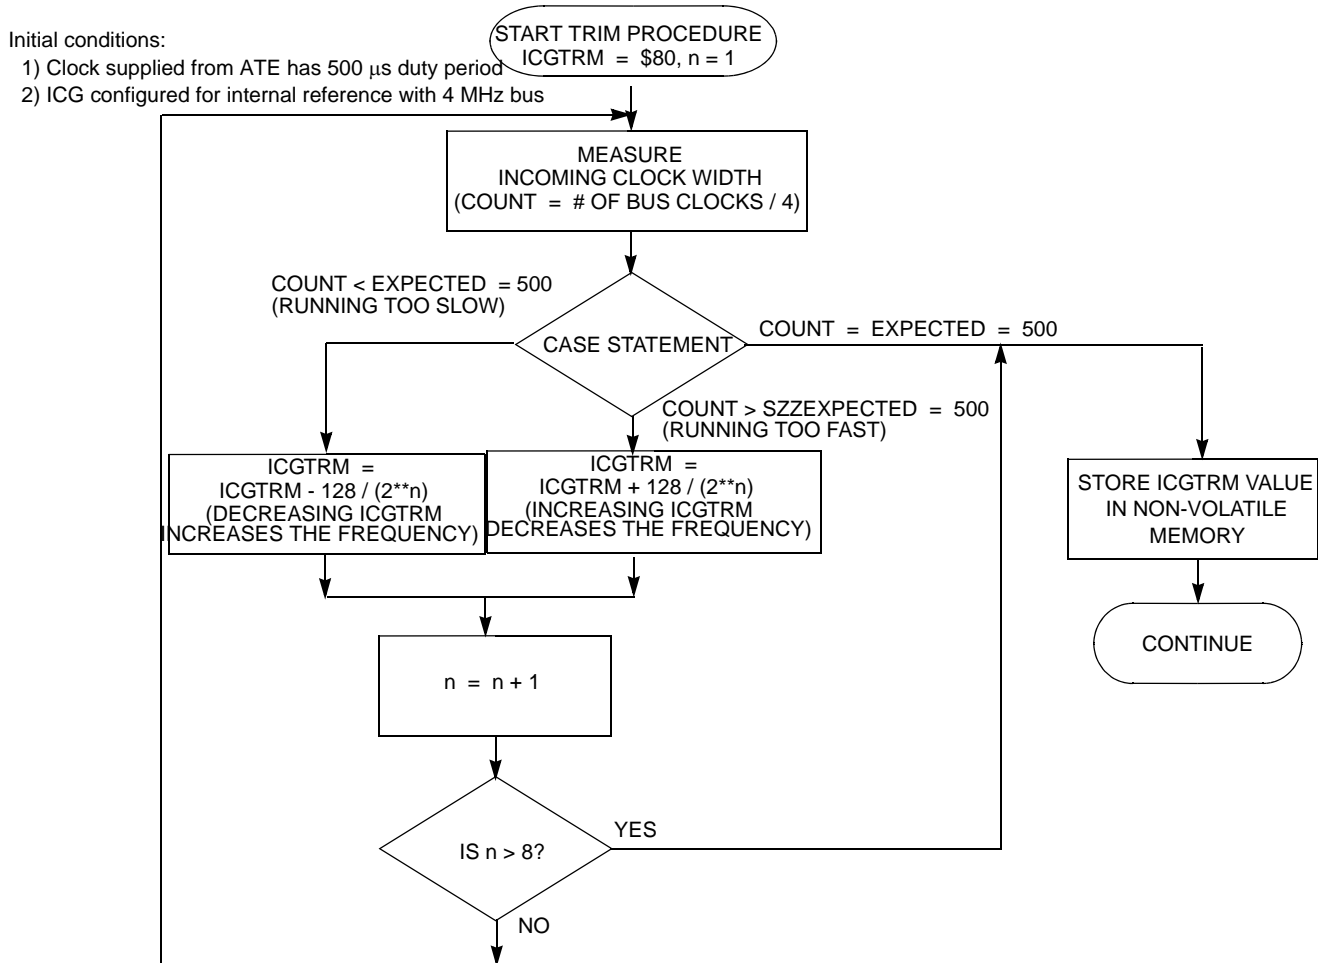 START TRIM PROCEDURE
ICGTRM = $80, n = 1
Initial conditions:
1) Clock supplied from ATE has 500 μs duty period
2) ICG configured for internal reference with 4 MHz bus
MEASURE
INCOMING CLOCK WIDTH
(COUNT = # OF BUS CLOCKS / 4)
COUNT < EXPECTED = 500
(RUNNING TOO SLOW)
CASE STATEMENT
COUNT = EXPECTED = 500
COUNT > SZZEXPECTED = 500
(RUNNING TOO FAST)
ICGTRM =
ICGTRM - 128 / (2**n)
(DECREASING ICGTRM
INCREASES THE FREQUENCY)
ICGTRM =
ICGTRM + 128 / (2**n)
(INCREASING ICGTRM
DECREASES THE FREQUENCY)
STORE ICGTRM VALUE
IN NON-VOLATILE
MEMORY
CONTINUE
n = n + 1
IS n > 8?
YES
NO